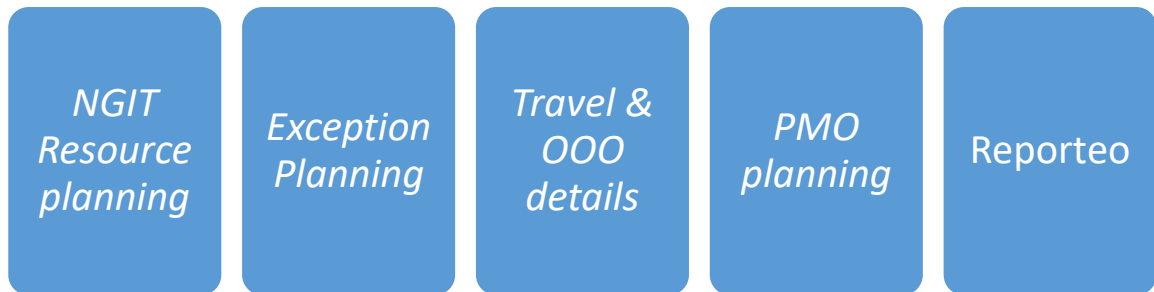 NGIT
Resource
planning
Exception
Planning
Travel &
OOO
details
PMO
planning
Reporteo